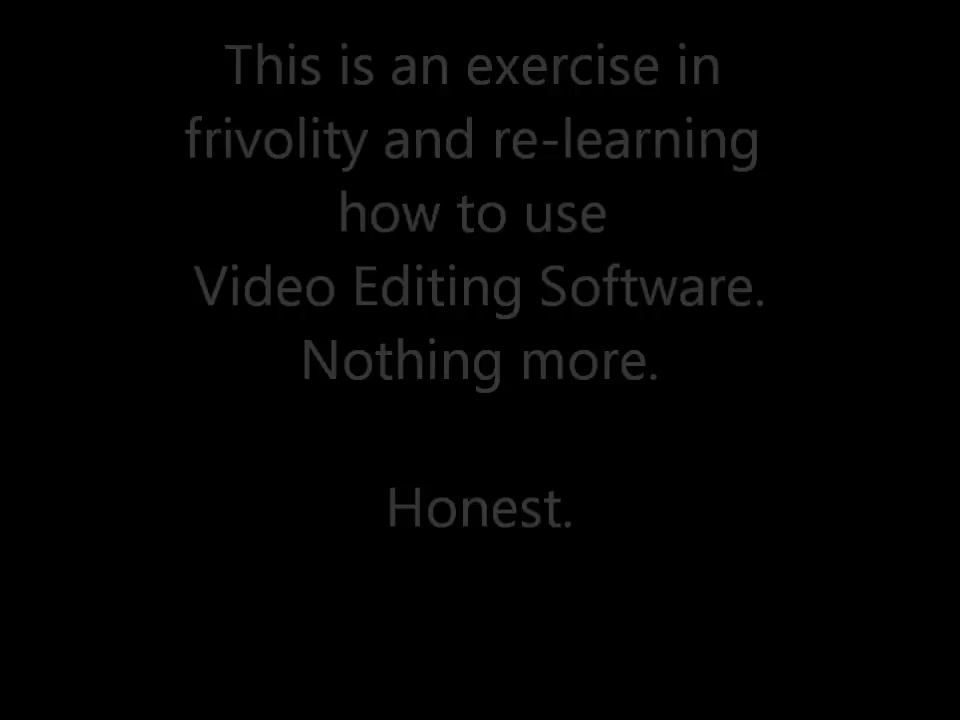 This is an exercise in
frivolity and re-learning
how to use
Video Editing Software.
Nothing more.
Honest.